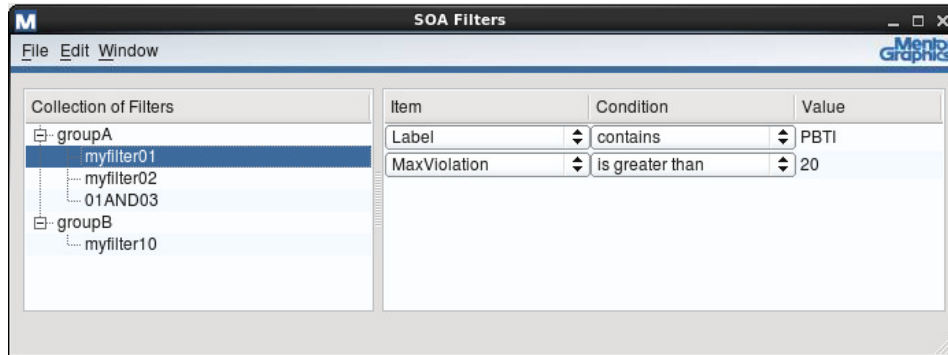 M SOA Filters
File Edit Window
Mentor
Graphics
Collection of Filters
Item Condition Value
groupA
Label contains PBTI
myfilter01
MaxViolation is greater than 20
myfilter02
01AND03
groupB
myfilter10